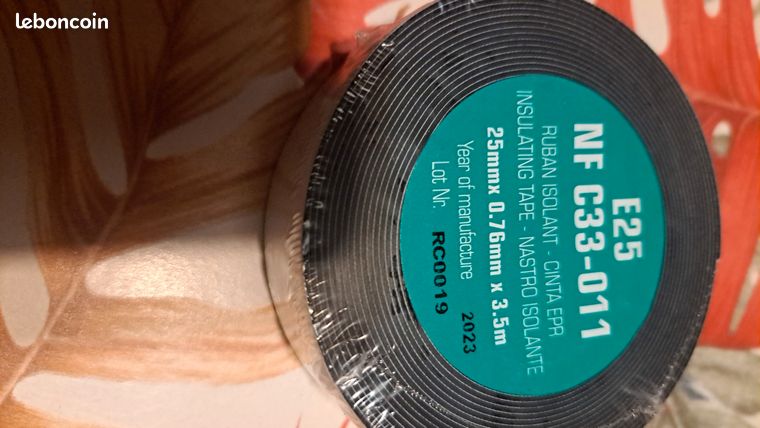 leboncoin
E25
NF C33-011
RUBAN ISOLANT - CINTA EPR
INSULATING TAPE - NASTRO ISOLANTE
25mmx 0.76mm x 3.5m
Year of manufacture 2023
Lot Nr. RC0019